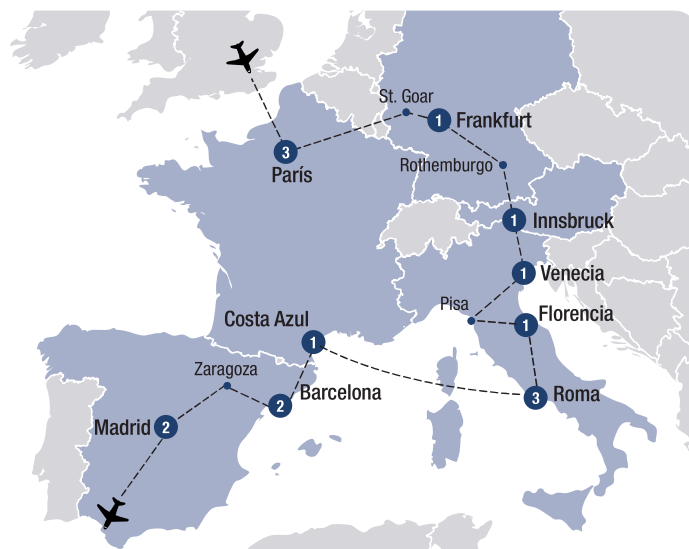 St. Goar
1
Frankfurt
3
París
Rothemburgo
1
Innsbruck
1
Venecia
Pisa
Florencia
1
Costa Azul
1
Zaragoza
Barcelona
2
Roma
3
Madrid
2